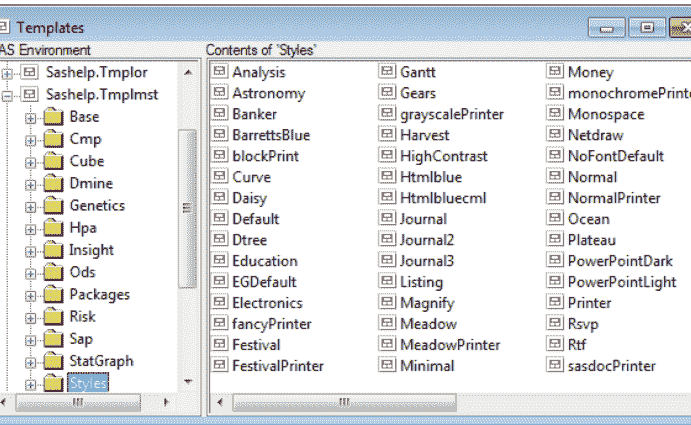 Templates
AS Environment
Contents of 'Styles'
Sashelp.Tmplor
Sashelp.Tmplmst
Base
Cmp
Cube
Dmine
Genetics
Hpa
Insight
Ods
Packages
Risk
Sap
StatGraph
Styles
Analysis
Astronomy
Banker
BarrettsBlue
blockPrint
Curve
Daisy
Default
Dtree
Education
EGDefault
Electronics
fancyPrinter
Festival
FestivalPrinter
Gantt
Gears
grayscalePrinter
Harvest
HighContrast
Htmlblue
Htmlbluecml
Journal
Journal2
Journal3
Listing
Magnify
Meadow
MeadowPrinter
Minimal
Money
monochromePrinte
Monospace
Netdraw
NoFontDefault
Normal
NormalPrinter
Ocean
Plateau
PowerPointDark
PowerPointLight
Printer
Rsvp
Rtf
sasdocPrinter